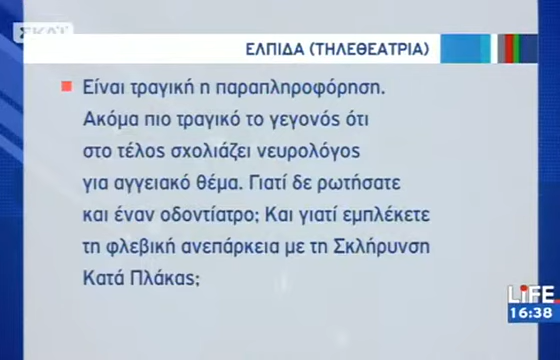 ΣΚΑΪ
ΕΛΠΙΔΑ (ΤΗΛΕΘΕΑΤΡΙΑ)
Είναι τραγική η παραπληροφόρηση.
Ακόμα πιο τραγικό το γεγονός ότι
στο τέλος σχολιάζει νευρολόγος
για αγγειακό θέμα. Γιατί δε ρωτήσατε
και έναν οδοντίατρο; Και γιατί εμπλέκετε
τη φλεβική ανεπάρκεια με τη Σκλήρυνση
Κατά Πλάκας;
LiFE
16:38